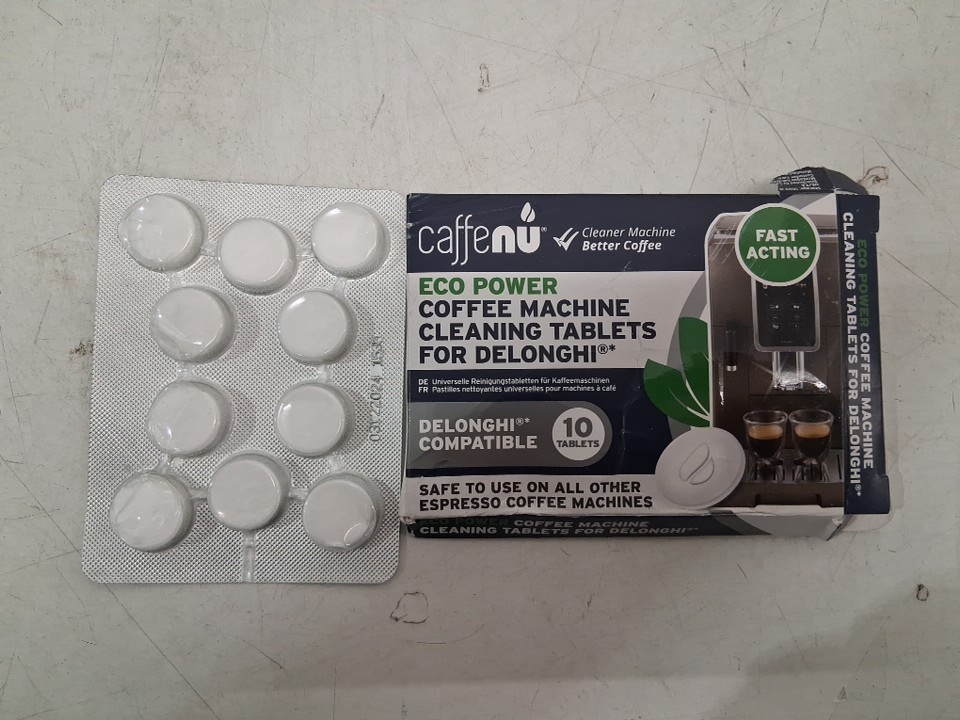 caffenu®
Cleaner Machine
Better Coffee
FAST
ACTING
ECO POWER
COFFEE MACHINE
CLEANING TABLETS
FOR DELONGHI®*
DE Universelle Reinigungstabletten für Kaffeemaschinen
FR Pastilles nettoyantes universelles pour machines à café
DELONGHI®*
COMPATIBLE
10
TABLETS
SAFE TO USE ON ALL OTHER
ESPRESSO COFFEE MACHINES
ECO POWER COFFEE MACHINE
CLEANING TABLETS FOR DELONGHI®*
ECO POWER COFFEE MACHINE
CLEANING TABLETS FOR DELONGHI®*